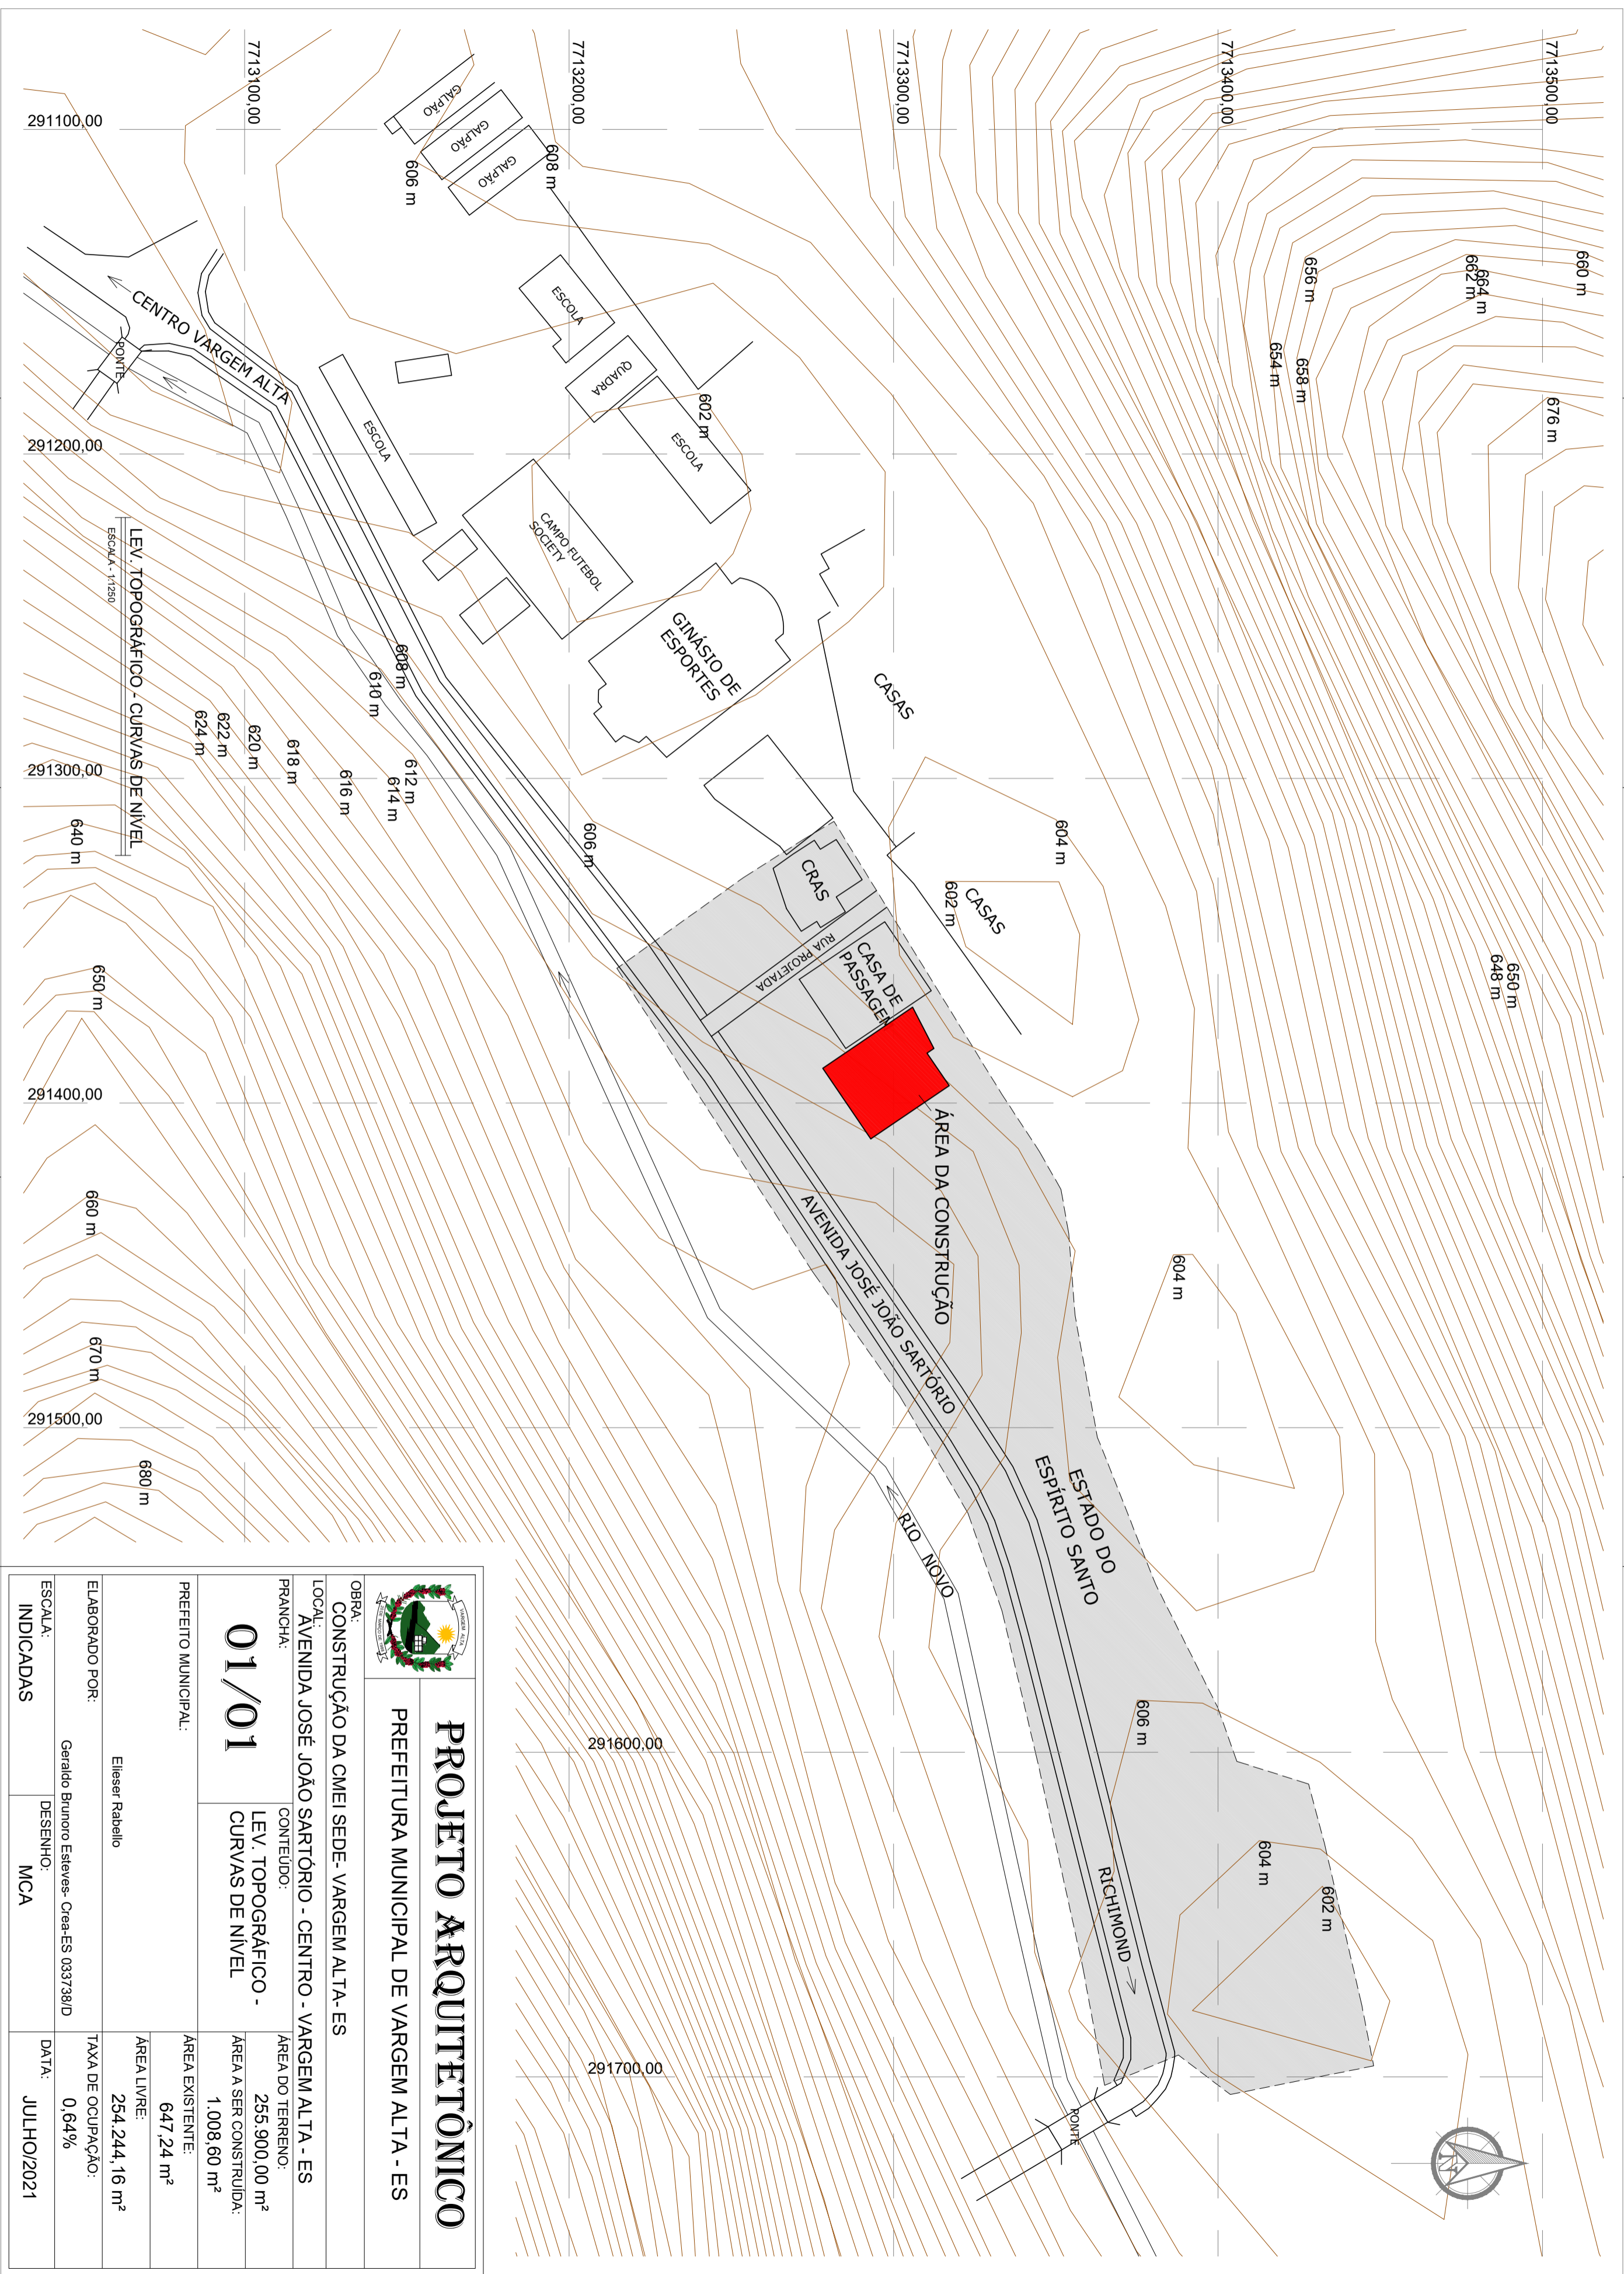 7713100,00
7713200,00
7713300,00
7713400,00
7713500,00
291100,00
291200,00
291300,00
291400,00
291500,00
291600,00
291700,00
GALPÃO
GALPÃO
GALPÃO
606 m
608 m
ESCOLA
QUADRA
ESCOLA
602 m
ESCOLA
CAMPO FUTEBOL
SOCIETY
GINÁSIO DE
ESPORTES
CENTRO VARGEM ALTA
PONTE
CASAS
CASAS
660 m
664 m
662 m
656 m
654 m
658 m
676 m
650 m
648 m
604 m
602 m
604 m
606 m
604 m
602 m
608 m
610 m
612 m
614 m
616 m
618 m
620 m
622 m
624 m
606 m
640 m
650 m
660 m
670 m
680 m
CRAS
RUA PROJETADA
CASA DE
PASSAGEM
ÁREA DA CONSTRUÇÃO
AVENIDA JOSÉ JOÃO SARTÓRIO
ESTADO DO
ESPÍRITO SANTO
RIO NOVO
RICHIMOND
PONTE
N
LEV. TOPOGRÁFICO - CURVAS DE NÍVEL
ESCALA - 1:1250
VARGEM ALTA
PROJETO ARQUITETÔNICO
PREFEITURA MUNICIPAL DE VARGEM ALTA - ES
OBRA:
CONSTRUÇÃO DA CMEI SEDE- VARGEM ALTA- ES
LOCAL:
AVENIDA JOSÉ JOÃO SARTÓRIO - CENTRO - VARGEM ALTA - ES
PRANCHA:
01/01
CONTEÚDO:
LEV. TOPOGRÁFICO -
CURVAS DE NÍVEL
ÁREA DO TERRENO:
255.900,00 m²
ÁREA A SER CONSTRUÍDA:
1.008,60 m²
ÁREA EXISTENTE:
647,24 m²
ÁREA LIVRE:
254.244,16 m²
TAXA DE OCUPAÇÃO:
0,64%
PREFEITO MUNICIPAL:
Elieser Rabello
ELABORADO POR:
Geraldo Brunoro Esteves- Crea-ES 033738/D
ESCALA:
INDICADAS
DESENHO:
MCA
DATA:
JULHO/2021